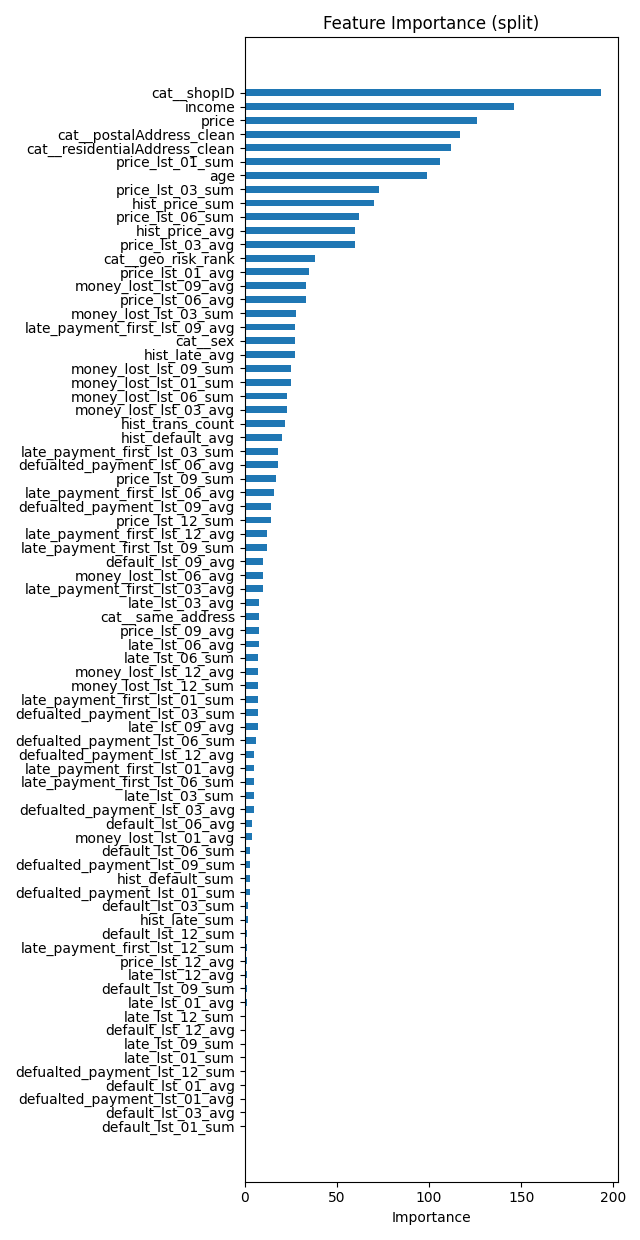 Feature Importance (split)
cat__shopID
income
price
cat__postalAddress_clean
cat__residentialAddress_clean
price_lst_01_sum
age
price_lst_03_sum
hist_price_sum
price_lst_06_sum
hist_price_avg
price_lst_03_avg
cat__geo_risk_rank
price_lst_01_avg
money_lost_lst_09_avg
price_lst_06_avg
money_lost_lst_03_sum
late_payment_first_lst_09_avg
cat__sex
hist_late_avg
money_lost_lst_09_sum
money_lost_lst_01_sum
money_lost_lst_06_sum
money_lost_lst_03_avg
hist_trans_count
hist_default_avg
late_payment_first_lst_03_sum
defualted_payment_lst_06_avg
price_lst_09_sum
late_payment_first_lst_06_avg
defualted_payment_lst_09_avg
price_lst_12_sum
late_payment_first_lst_12_avg
late_payment_first_lst_09_sum
default_lst_09_avg
money_lost_lst_06_avg
late_payment_first_lst_03_avg
late_lst_03_avg
cat__same_address
price_lst_09_avg
late_lst_06_avg
late_lst_06_sum
money_lost_lst_12_avg
money_lost_lst_12_sum
late_payment_first_lst_01_sum
defualted_payment_lst_03_sum
late_lst_09_avg
defualted_payment_lst_06_sum
defualted_payment_lst_12_avg
late_payment_first_lst_01_avg
late_payment_first_lst_06_sum
late_lst_03_sum
defualted_payment_lst_03_avg
default_lst_06_avg
money_lost_lst_01_avg
default_lst_06_sum
defualted_payment_lst_09_sum
hist_default_sum
defualted_payment_lst_01_sum
default_lst_03_sum
hist_late_sum
default_lst_12_sum
late_payment_first_lst_12_sum
price_lst_12_avg
late_lst_12_avg
default_lst_09_sum
late_lst_01_avg
late_lst_12_sum
default_lst_12_avg
late_lst_09_sum
late_lst_01_sum
defualted_payment_lst_12_sum
default_lst_01_avg
defualted_payment_lst_01_avg
default_lst_03_avg
default_lst_01_sum
0 50 100 150 200
Importance